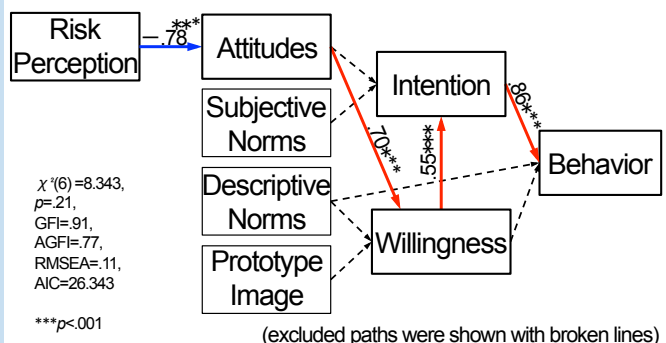 Risk
Perception
−.78***
Attitudes
Subjective
Norms
Descriptive
Norms
Prototype
Image
Intention
Willingness
Behavior
.70***
.55***
.86***
χ²(6)=8.343,
p=.21,
GFI=.91,
AGFI=.77,
RMSEA=.11,
AIC=26.343
***p<.001
(excluded paths were shown with broken lines)